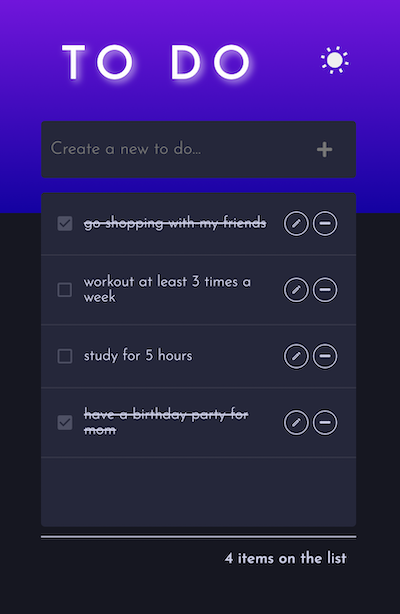 TO DO
Create a new to do...
go shopping with my friends
workout at least 3 times a
week
study for 5 hours
have a birthday party for
mom
4 items on the list